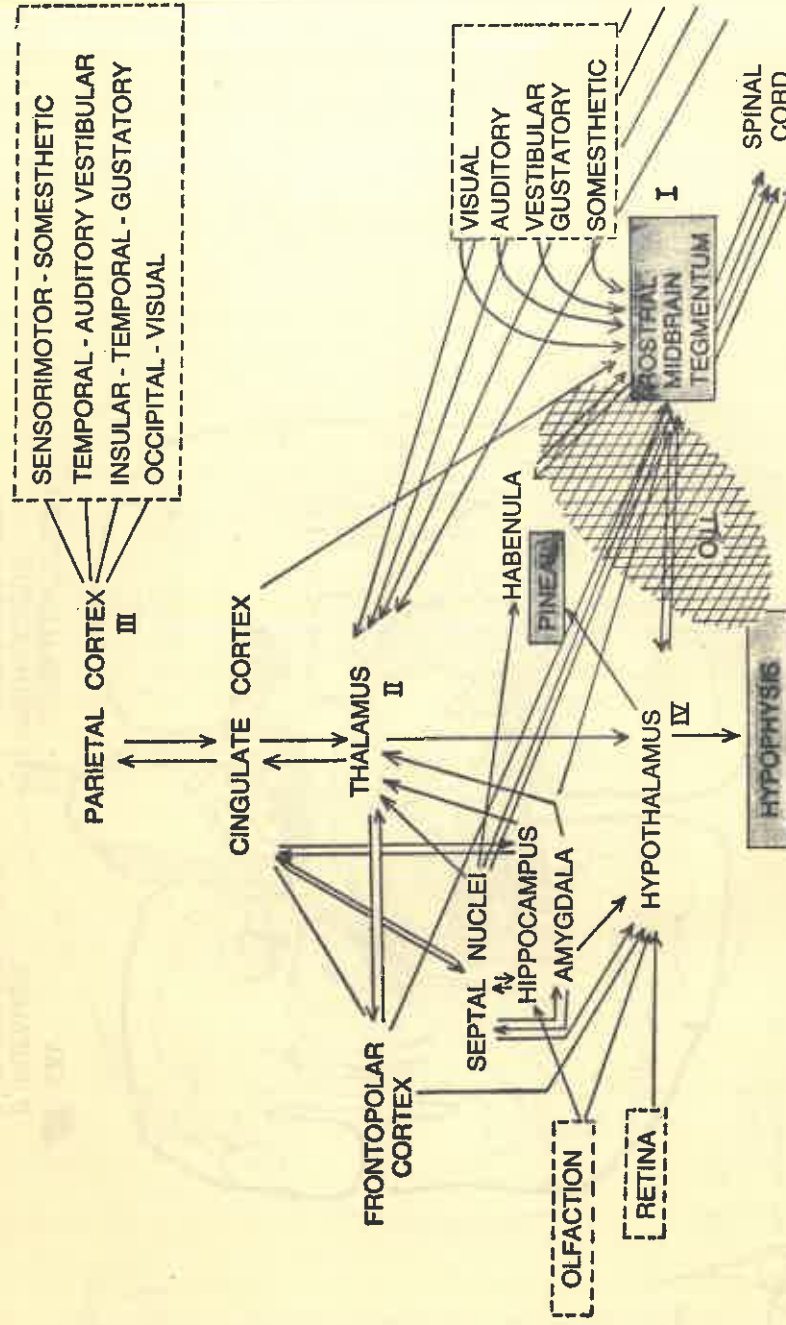 SENSORIMOTOR - SOMESTHETIC
TEMPORAL - AUDITORY VESTIBULAR
INSULAR - TEMPORAL - GUSTATORY
OCCIPITAL - VISUAL
PARIETAL CORTEX
III
CINGULATE CORTEX
THALAMUS
II
FRONTOPOLAR
CORTEX
SEPTAL NUCLEI
HIPPOCAMPUS
AMYGDALA
HYPOTHALAMUS
IV
OLFACTION
RETINA
HABENULA
PINEAL
HYPOPHYSIS
VISUAL
AUDITORY
VESTIBULAR
GUSTATORY
SOMESTHETIC
ROSTRAL
MIDBRAIN
TEGMENTUM
I
SPINAL
CORD